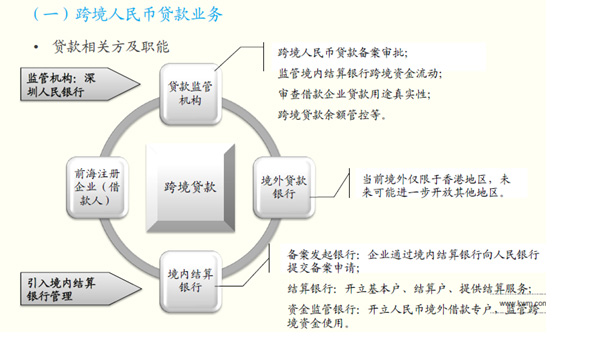 （一）跨境人民币贷款业务
• 贷款相关方及职能
监管机构：深
圳人民银行
贷款监管
机构
跨境人民币贷款备案审批；
监管境内结算银行跨境资金流动；
审查借款企业贷款用途真实性；
跨境贷款余额管控等。
前海注册
企业（借
款人）
跨境贷款
境外贷款
银行
当前境外仅限于香港地区，未
来可能进一步开放其他地区。
引入境内结算
银行管理
境内结算
银行
备案发起银行：企业通过境内结算银行向人民银行
提交备案申请；
结算银行：开立基本户、结算户、提供结算服务；
资金监管银行：开立人民币境外借款专户，监管跨
境资金使用。